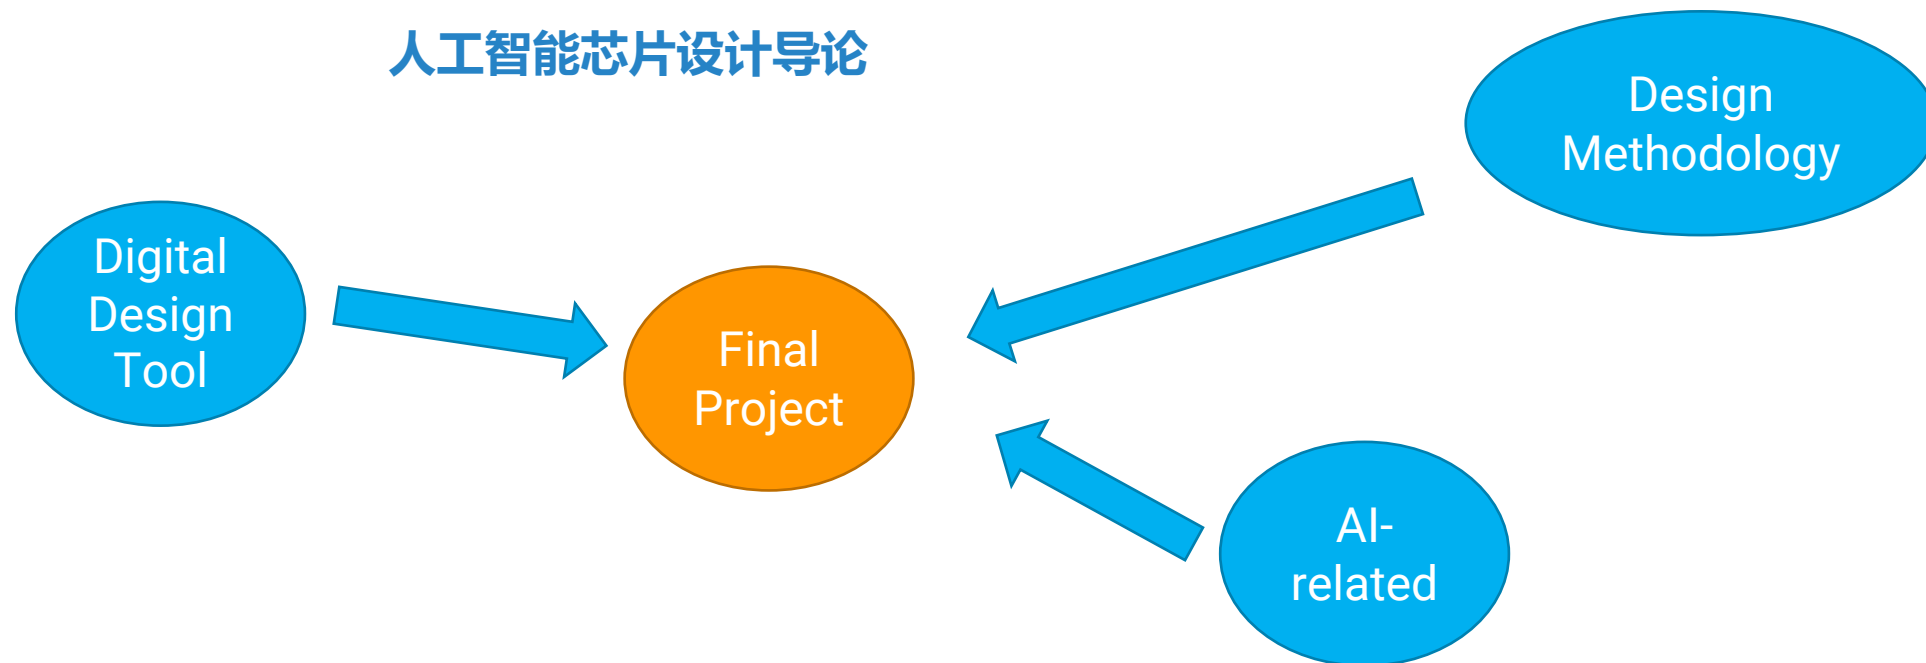 人工智能芯片设计导论
Design
Methodology
Digital
Design
Tool
Final
Project
AI-
related